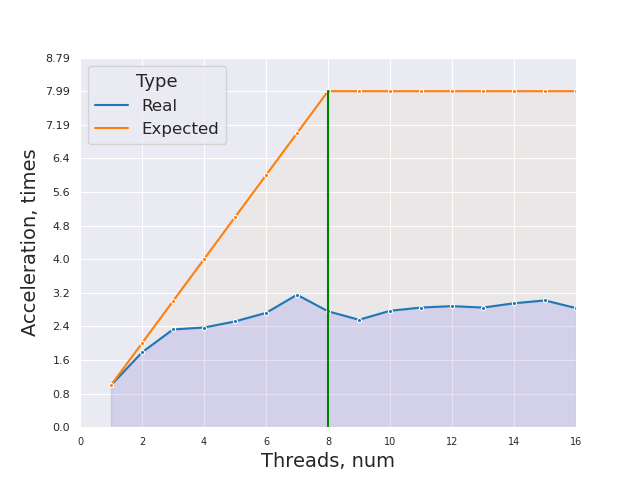 8.79
7.99
7.19
6.4
5.6
4.8
4.0
3.2
2.4
1.6
0.8
0.0
Acceleration, times
Type
Real
Expected
0 2 4 6 8 10 12 14 16
Threads, num